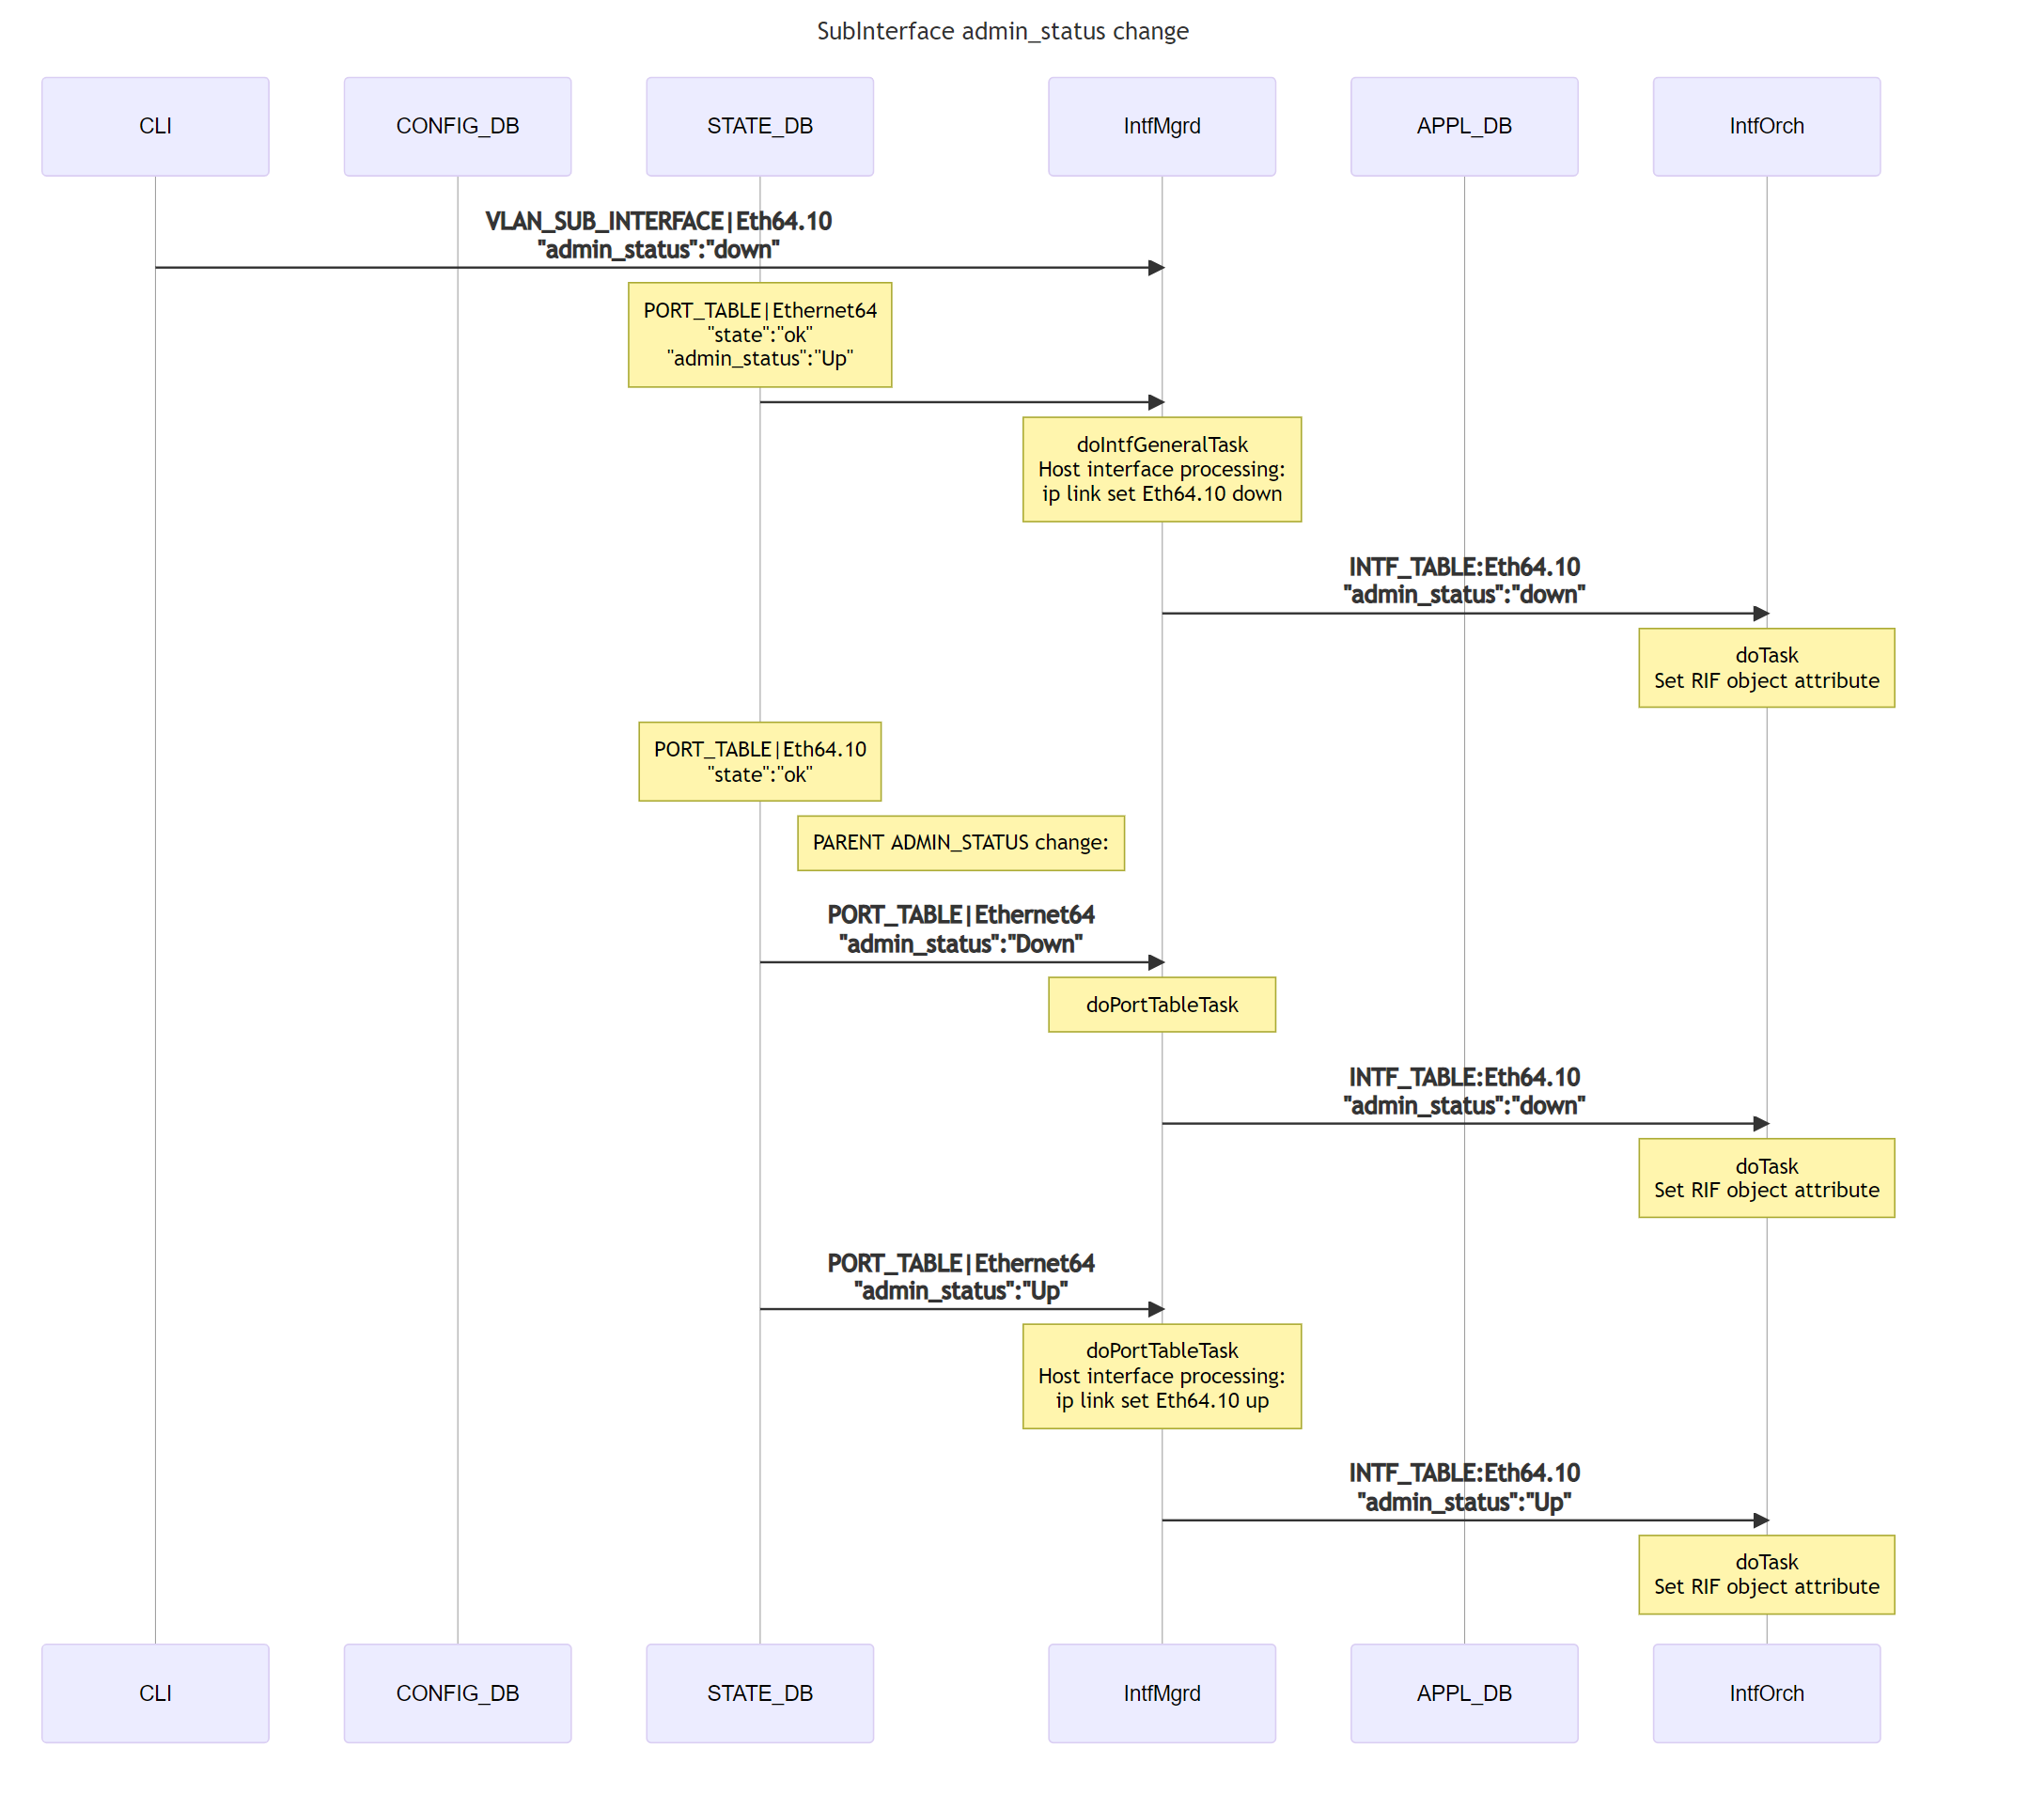 SubInterface admin_status change
CLI
CONFIG_DB
STATE_DB
IntfMgrd
APPL_DB
IntfOrch
VLAN_SUB_INTERFACE|Eth64.10
"admin_status":"down"
PORT_TABLE|Ethernet64
"state":"ok"
"admin_status":"Up"
doIntfGeneralTask
Host interface processing:
ip link set Eth64.10 down
INTF_TABLE:Eth64.10
"admin_status":"down"
doTask
Set RIF object attribute
PORT_TABLE|Eth64.10
"state":"ok"
PARENT ADMIN_STATUS change:
PORT_TABLE|Ethernet64
"admin_status":"Down"
doPortTableTask
INTF_TABLE:Eth64.10
"admin_status":"down"
doTask
Set RIF object attribute
PORT_TABLE|Ethernet64
"admin_status":"Up"
doPortTableTask
Host interface processing:
ip link set Eth64.10 up
INTF_TABLE:Eth64.10
"admin_status":"Up"
doTask
Set RIF object attribute
CLI
CONFIG_DB
STATE_DB
IntfMgrd
APPL_DB
IntfOrch